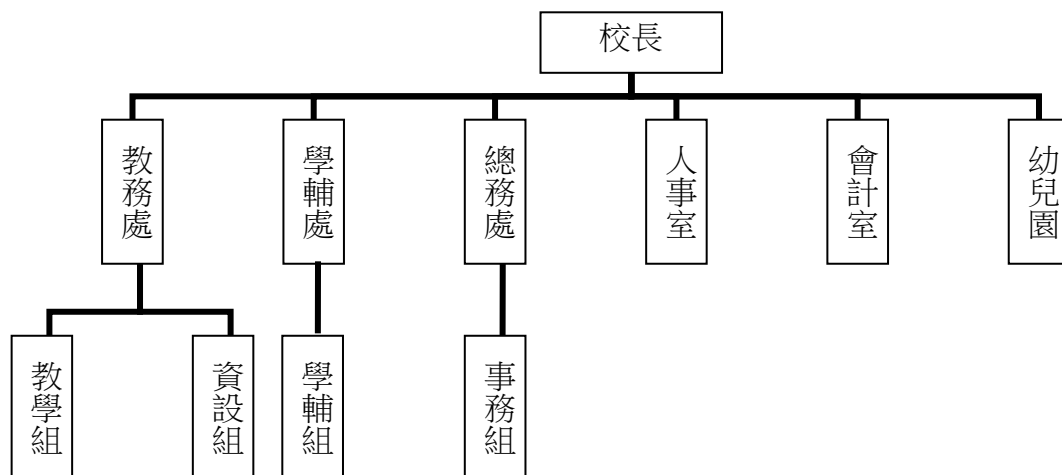 校長
教務處
學輔處
總務處
人事室
會計室
幼兒園
教學組
資設組
學輔組
事務組